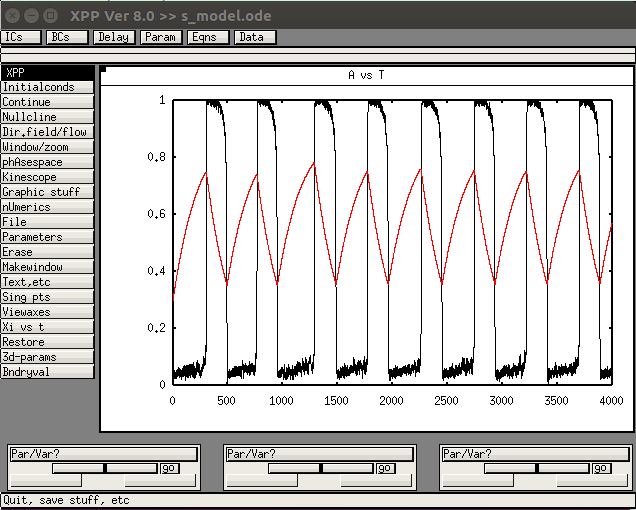 XPP Ver 8.0 >> s_model.ode
ICs BCs Delay Param Eqns Data
XPP
Initialconds
Continue
Nullcline
Dir.field/flow
Window/zoom
phAsespace
Kinescope
Graphic stuff
nUmerics
File
Parameters
Erase
Makewindow
Text,etc
Sing pts
Viewaxes
Xi vs t
Restore
3d-params
Bndryval
A vs T
1
0.8
0.6
0.4
0.2
0
0 500 1000 1500 2000 2500 3000 3500 4000
Par/Var? Par/Var? Par/Var?
go go go
Quit, save stuff, etc